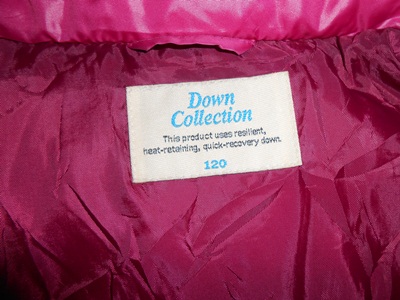 Down
Collection
This product uses resilient,
heat-retaining, quick-recovery down.
120